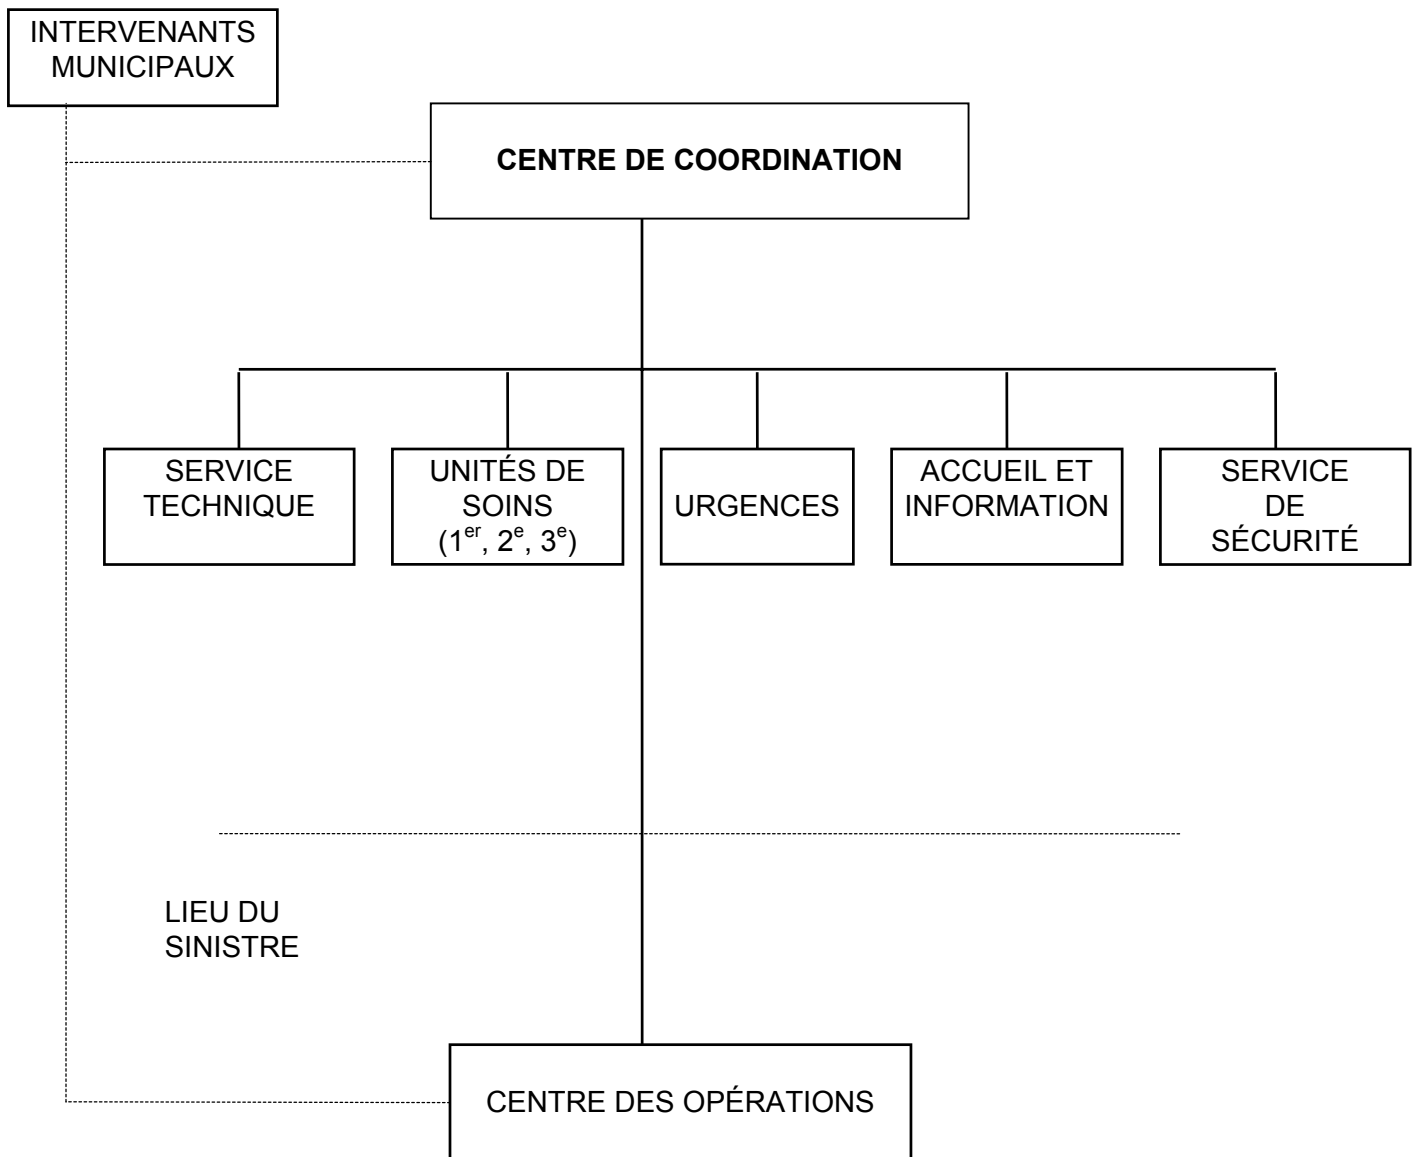 INTERVENANTS
MUNICIPAUX
CENTRE DE COORDINATION
SERVICE
TECHNIQUE
UNITÉS DE
SOINS
(1er, 2e, 3e)
URGENCES
ACCUEIL ET
INFORMATION
SERVICE
DE
SÉCURITÉ
LIEU DU
SINISTRE
CENTRE DES OPÉRATIONS